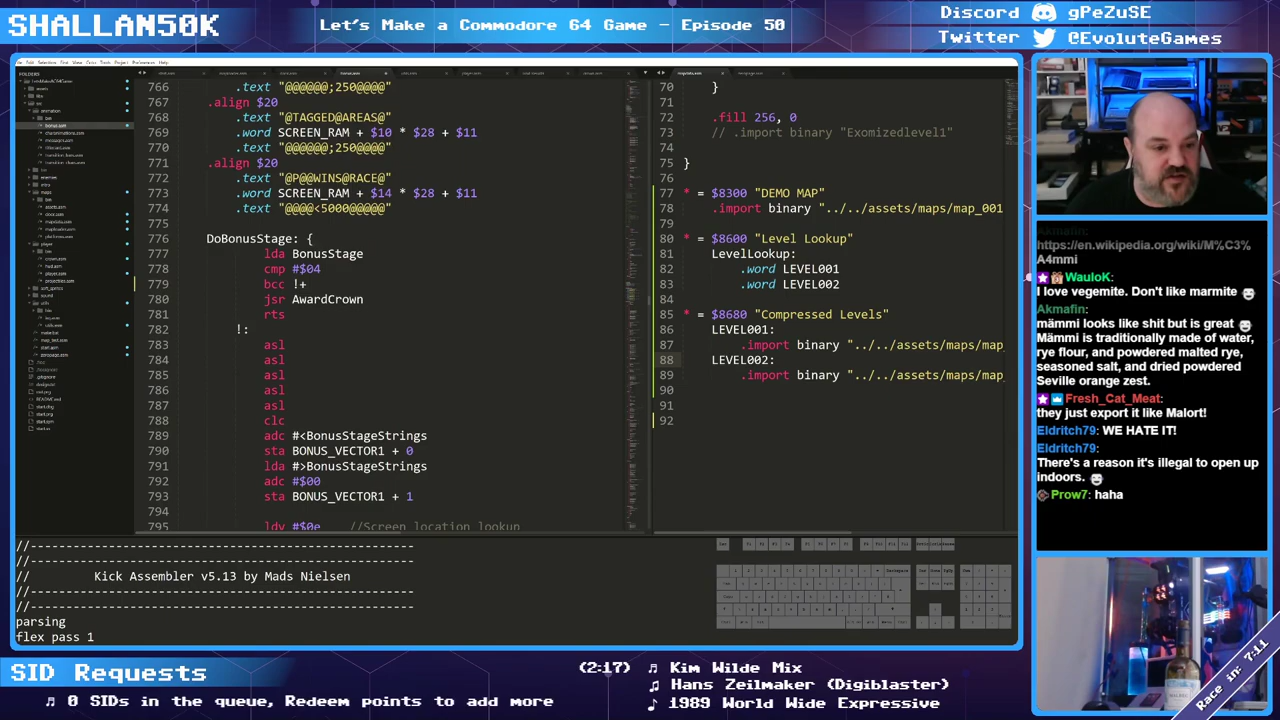 SHALLAN50K
Let's Make a Commodore 64 Game - Episode 50
Discord gPeZuSE
Twitter @EvoluteGames
FOLDERS
766 .text "@@@@@@;250@@@@"
767 .align $20
768 .text "@TAGGED@AREAS@"
769 .word SCREEN_RAM + $10 * $28 + $11
770 .text "@@@@@@;250@@@@"
771 .align $20
772 .text "@P@@WINS@RACE@"
773 .word SCREEN_RAM + $14 * $28 + $11
774 .text "@@@@<5000@@@@@"
775
776 DoBonusStage: {
777 lda BonusStage
778 cmp #$04
779 bcc !+
780 jsr AwardCrown
781 rts
782 !:
783 asl
784 asl
785 asl
786 asl
787 asl
788 clc
789 adc #<BonusStageStrings
790 sta BONUS_VECTOR1 + 0
791 lda #>BonusStageStrings
792 adc #$00
793 sta BONUS_VECTOR1 + 1
794
795 ldy #$0e //Screen location lookup
70 }
71
72 .fill 256, 0
73 // .import binary "Exomizedlevel1"
74
75 }
76
77 * = $8300 "DEMO MAP"
78 .import binary "../../assets/maps/map_001
79
80 * = $8600 "Level Lookup"
81 LevelLookup:
82 .word LEVEL001
83 .word LEVEL002
84
85 * = $8680 "Compressed Levels"
86 LEVEL001:
87 .import binary "../../assets/maps/map_
88 LEVEL002:
89 .import binary "../../assets/maps/map_
90
91
92
//------------------------------------------------------
//------------------------------------------------------
// Kick Assembler v5.13 by Mads Nielsen
//------------------------------------------------------
//------------------------------------------------------
parsing
flex pass 1
Akmafin:
https://en.wikipedia.org/wiki/M%C3%
A4mmi
WauloK:
I love vegemite. Don't like marmite
Akmafin:
mämmi looks like shit but is great
Mämmi is traditionally made of water,
rye flour, and powdered malted rye,
seasoned salt, and dried powdered
Seville orange zest.
Fresh_Cat_Meat:
they just export it like Malort!
Eldritch79: WE HATE IT!
Eldritch79:
There's a reason it's illegal to open up
indoors.
Prow7: haha
SID Requests
0 SIDs in the queue, Redeem points to add more
(2:17) Kim Wilde Mix
Hans Zeilmaker (Digiblaster)
1989 World Wide Expressive
Race in: 7:11